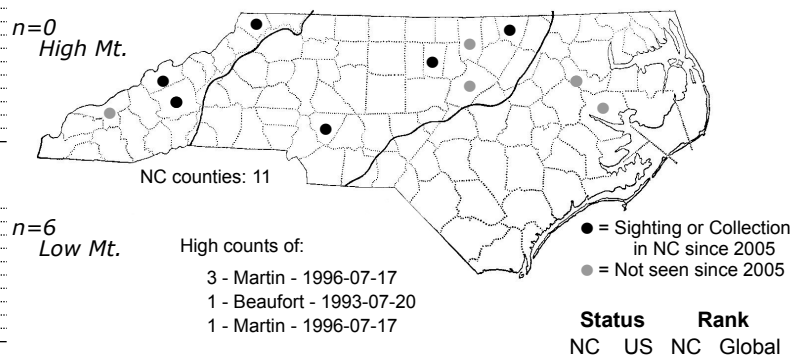 n=0
High Mt.
NC counties: 11
n=6
Low Mt.
High counts of:
3 - Martin - 1996-07-17
1 - Beaufort - 1993-07-20
1 - Martin - 1996-07-17
= Sighting or Collection
in NC since 2005
= Not seen since 2005
Status Rank
NC US NC Global